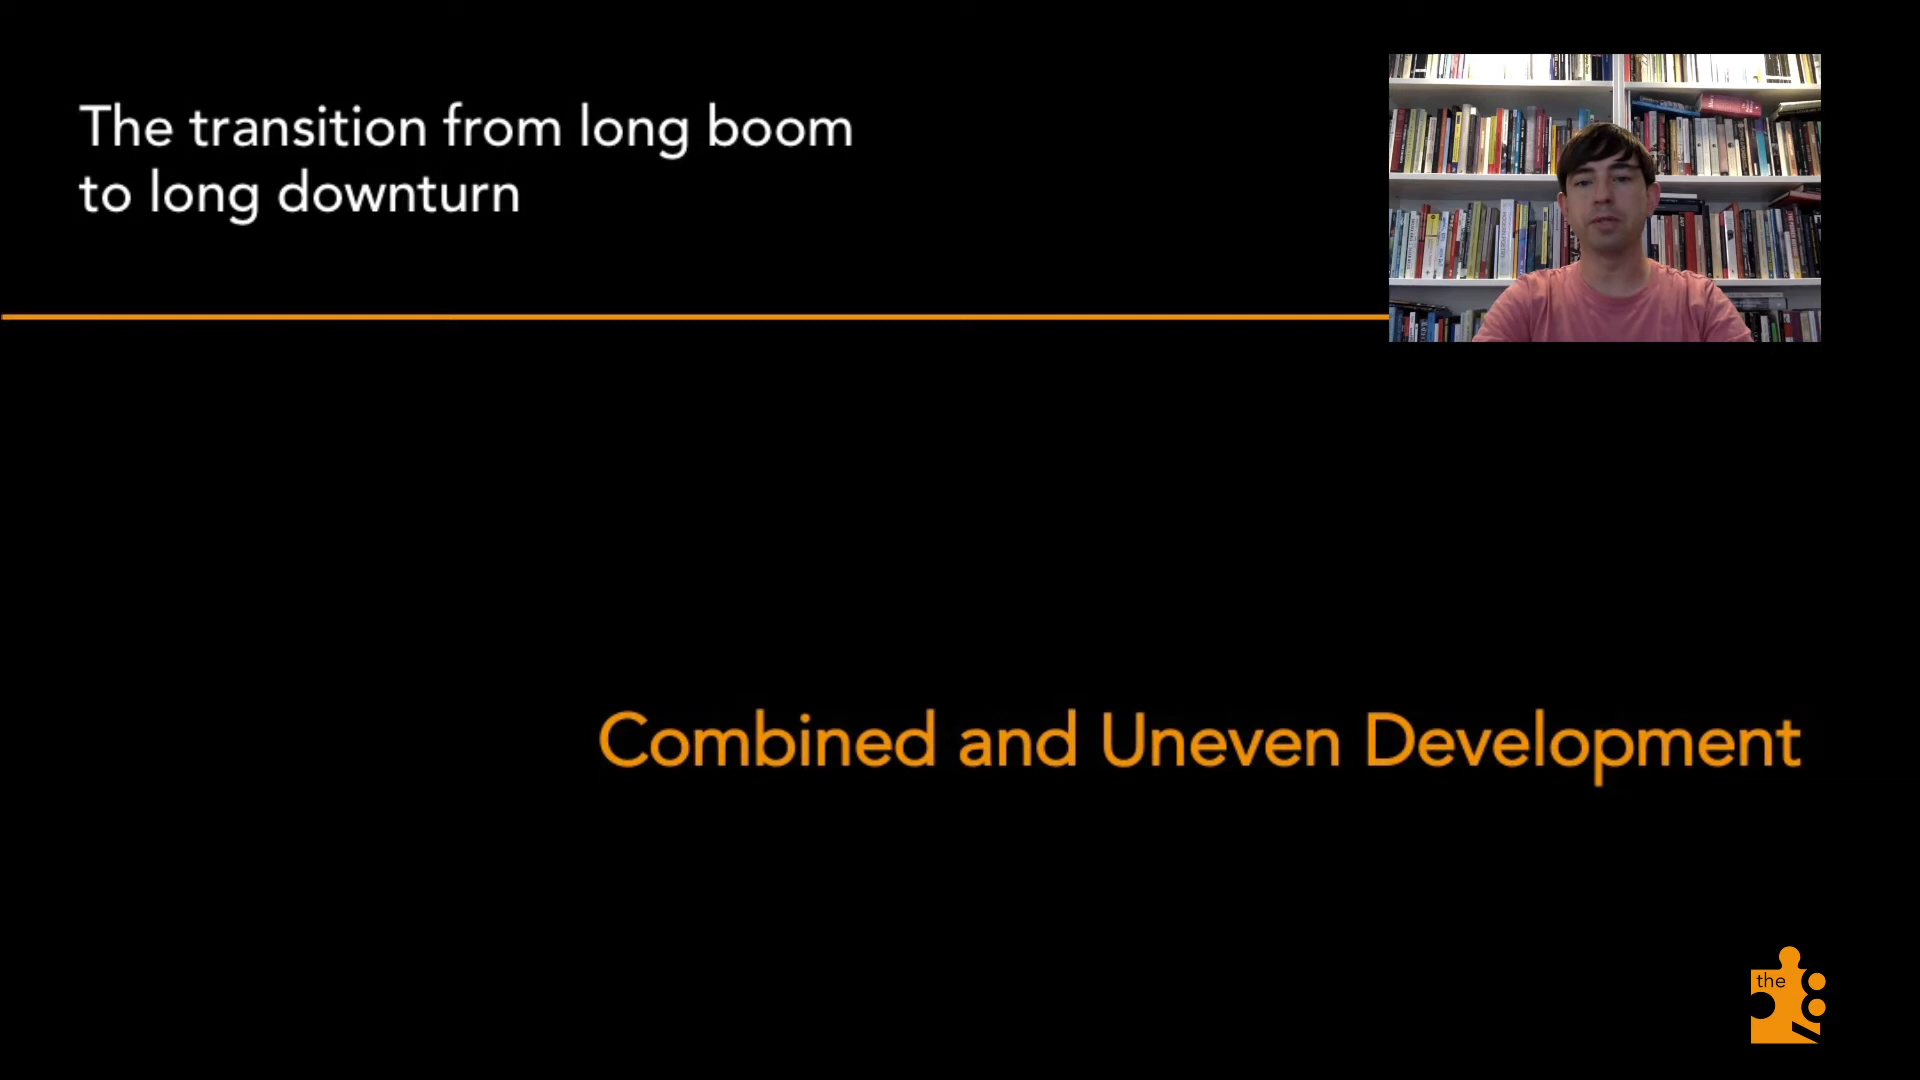 The transition from long boom
to long downturn
Combined and Uneven Development
the